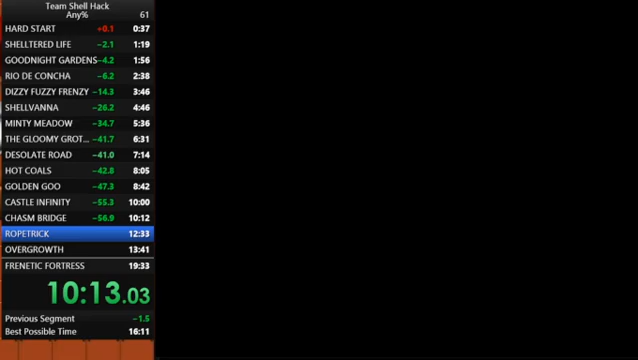 Team Shell Hack
Any% 61
HARD START +0.1 0:37
SHELLTERED LIFE −2.1 1:19
GOODNIGHT GARDENS −4.2 1:56
RIO DE CONCHA −6.2 2:38
DIZZY FUZZY FRENZY −14.3 3:46
SHELLVANNA −26.2 4:46
MINTY MEADOW −34.7 5:36
THE GLOOMY GROT... −41.7 6:31
DESOLATE ROAD −41.0 7:14
HOT COALS −42.8 8:05
GOLDEN GOO −47.3 8:42
CASTLE INFINITY −55.3 10:00
CHASM BRIDGE −56.9 10:12
ROPETRICK 12:33
OVERGROWTH 13:41
FRENETIC FORTRESS 19:33
10:13.03
Previous Segment −1.5
Best Possible Time 16:11